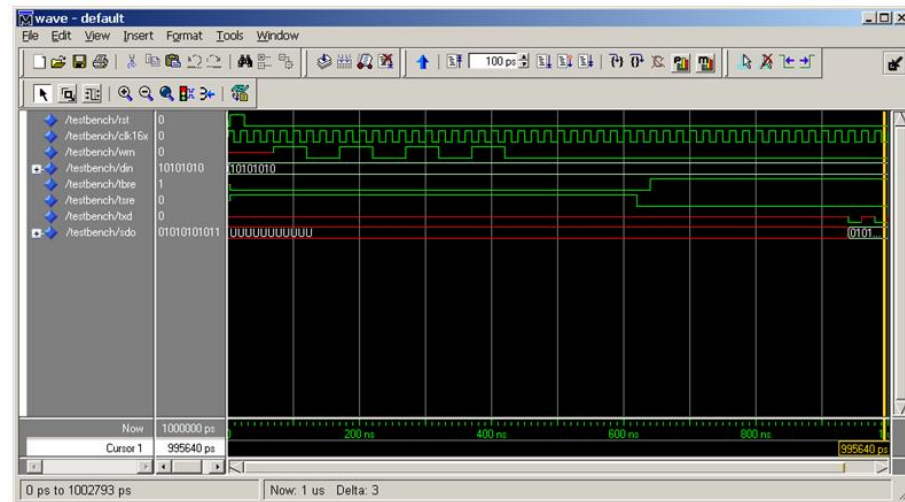 wave - default
File Edit View Insert Format Tools Window
100 ps
/testbench/rst 0
/testbench/clk16x 0
/testbench/wrn 0
/testbench/din 10101010 10101010
/testbench/tbre 1
/testbench/tsre 0
/testbench/txd 0
/testbench/sdo 01010101011 UUUUUUUUUUU (0101...
Now 1000000 ps 200 ns 400 ns 600 ns 800 ns
Cursor 1 995640 ps 995640 ps
0 ps to 1002793 ps Now: 1 us Delta: 3